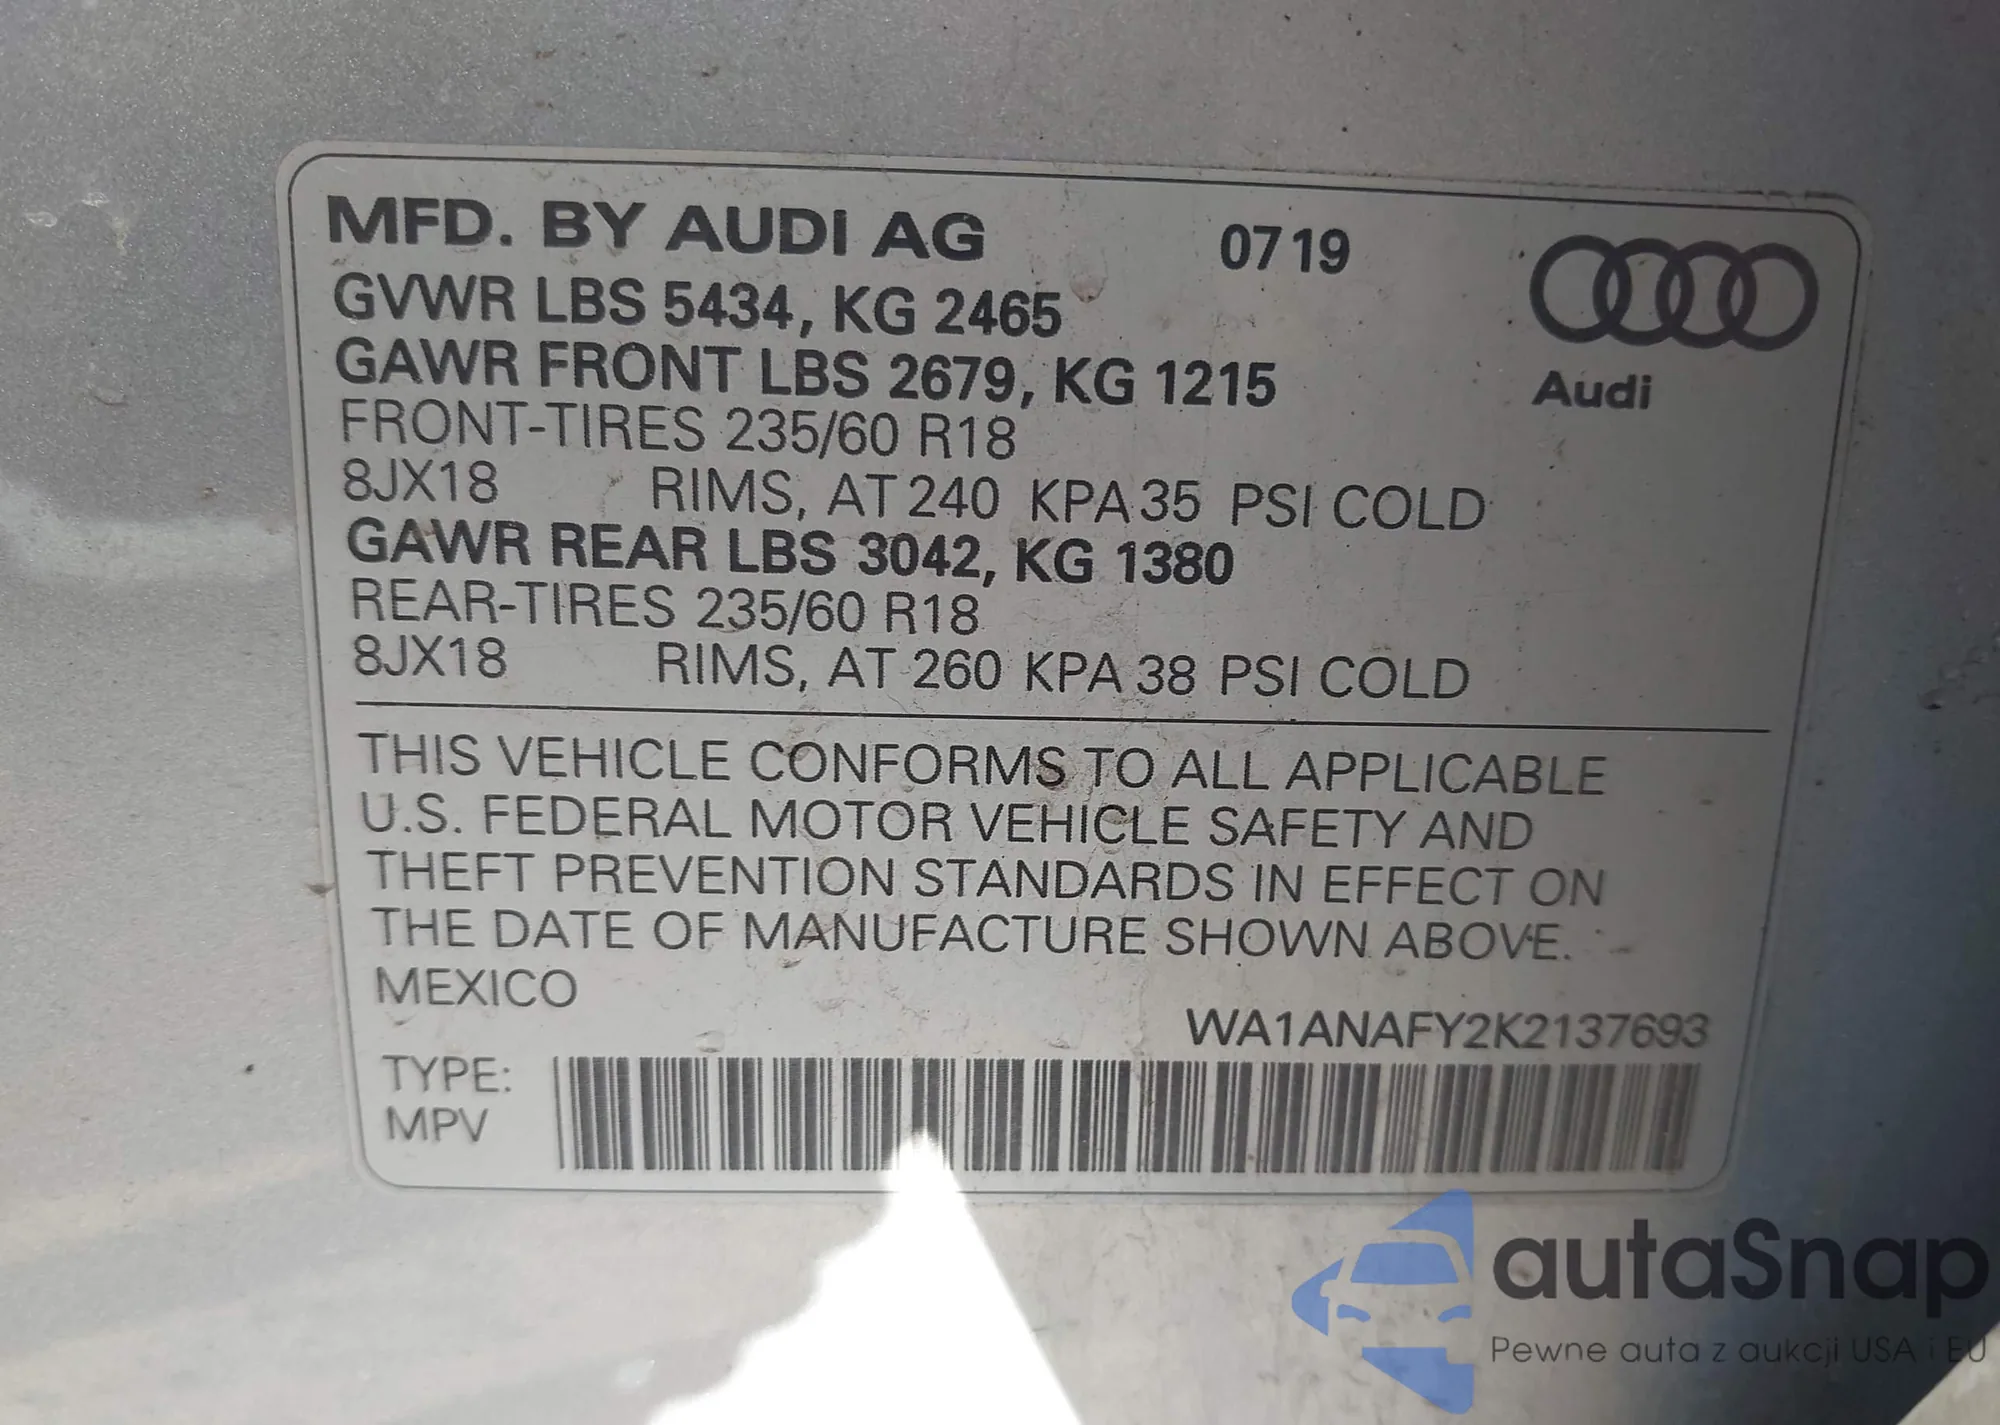 MFD. BY AUDI AG 0719
GVWR LBS 5434, KG 2465
GAWR FRONT LBS 2679, KG 1215
Audi
FRONT-TIRES 235/60 R18
8JX18 RIMS, AT 240 KPA 35 PSI COLD
GAWR REAR LBS 3042, KG 1380
REAR-TIRES 235/60 R18
8JX18 RIMS, AT 260 KPA 38 PSI COLD
THIS VEHICLE CONFORMS TO ALL APPLICABLE
U.S. FEDERAL MOTOR VEHICLE SAFETY AND
THEFT PREVENTION STANDARDS IN EFFECT ON
THE DATE OF MANUFACTURE SHOWN ABOVE.
MEXICO
WA1ANAFY2K2137693
TYPE:
MPV
autaSnap
Pewne auta z aukcji USA i EU